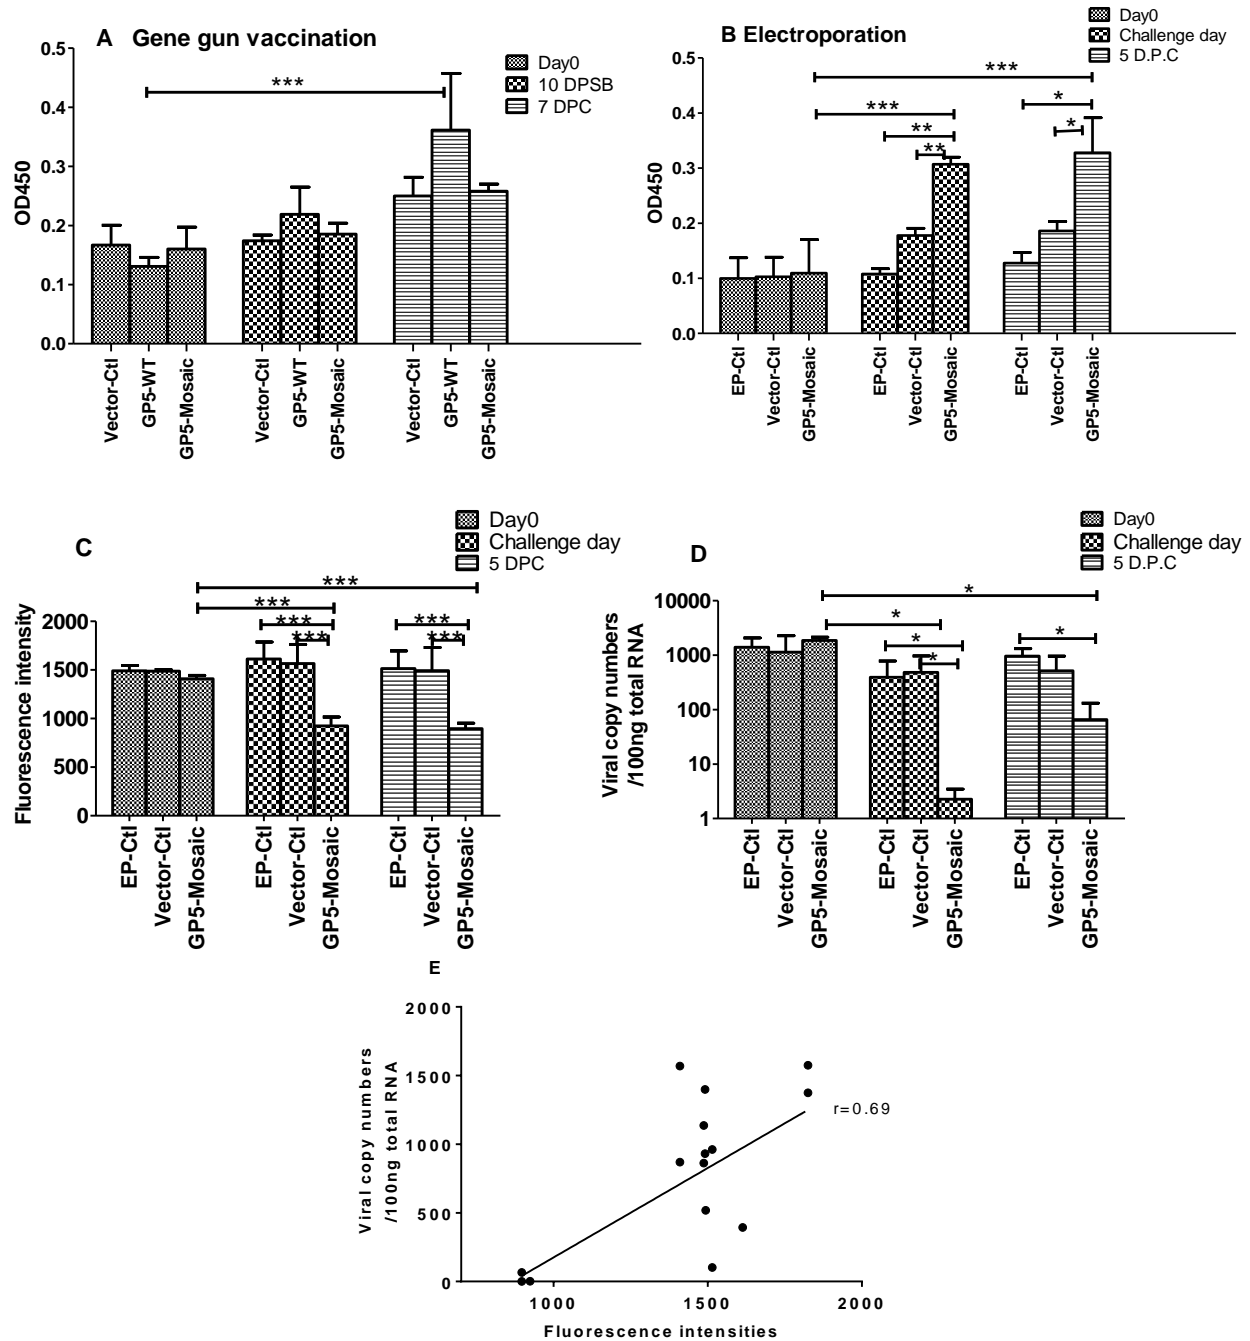 A Gene gun vaccination
Day0
10 DPSB
7 DPC
***
OD450
0.5
0.4
0.3
0.2
0.1
0.0
Vector-Ctl
GP5-WT
GP5-Mosaic
Vector-Ctl
GP5-WT
GP5-Mosaic
Vector-Ctl
GP5-WT
GP5-Mosaic
B Electroporation
Day0
Challenge day
5 D.P.C
***
***
*
**
*
**
OD450
0.5
0.4
0.3
0.2
0.1
0.0
EP-Ctl
Vector-Ctl
GP5-Mosaic
EP-Ctl
Vector-Ctl
GP5-Mosaic
EP-Ctl
Vector-Ctl
GP5-Mosaic
C
Day0
Challenge day
5 DPC
***
***
***
***
***
***
Fluorescence intensity
2000
1500
1000
500
0
EP-Ctl
Vector-Ctl
GP5-Mosaic
EP-Ctl
Vector-Ctl
GP5-Mosaic
EP-Ctl
Vector-Ctl
GP5-Mosaic
D
Day0
Challenge day
5 D.P.C
*
*
*
*
*
Viral copy numbers
/100ng total RNA
10000
1000
100
10
1
EP-Ctl
Vector-Ctl
GP5-Mosaic
EP-Ctl
Vector-Ctl
GP5-Mosaic
EP-Ctl
Vector-Ctl
GP5-Mosaic
E
Viral copy numbers
/100ng total RNA
2000
1500
1000
500
0
r=0.69
1000
1500
2000
Fluorescence intensities